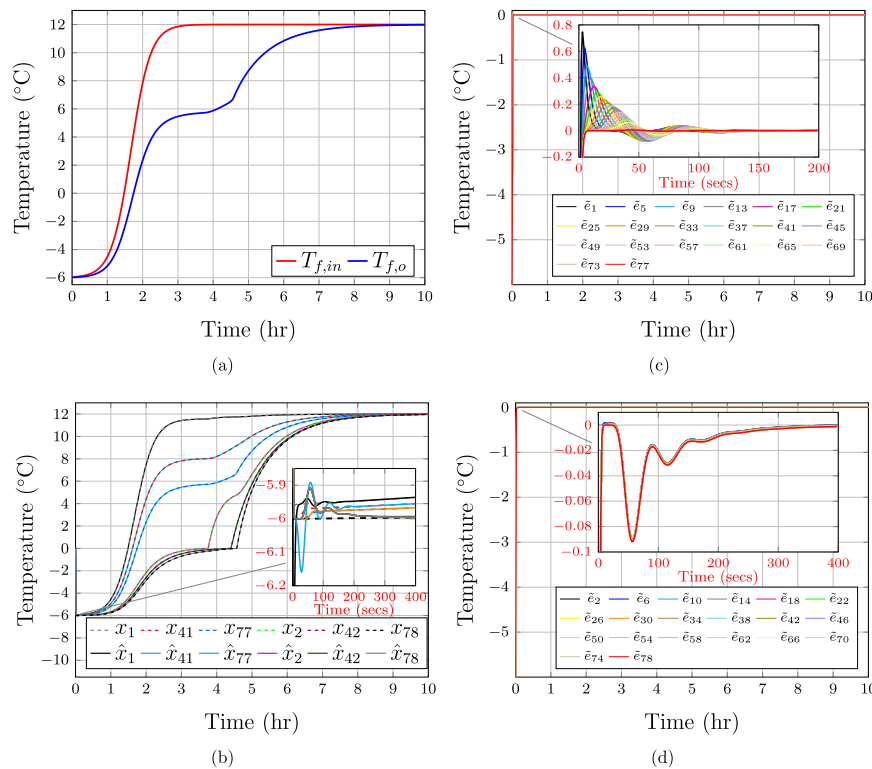 12
10
8
6
4
2
0
−2
−4
−6
0 1 2 3 4 5 6 7 8 9 10
Temperature (°C)
Time (hr)
T_{f,in} T_{f,o}
(a)
0
−1
−2
−3
−4
−5
0 1 2 3 4 5 6 7 8 9 10
Temperature (°C)
Time (hr)
0.8
0.6
0.4
0.2
0
−0.2
0 50 100 150 200
Time (secs)
ẽ_1 ẽ_5 ẽ_9 ẽ_13 ẽ_17 ẽ_21
ẽ_25 ẽ_29 ẽ_33 ẽ_37 ẽ_41 ẽ_45
ẽ_49 ẽ_53 ẽ_57 ẽ_61 ẽ_65 ẽ_69
ẽ_73 ẽ_77
(c)
12
10
8
6
4
2
0
−2
−4
−6
−8
−10
0 1 2 3 4 5 6 7 8 9 10
Temperature (°C)
Time (hr)
−5.9
−6
−6.1
−6.2
0 100 200 300 400
Time (secs)
x_1 x_41 x_77 x_2 x_42 x_78
x̂_1 x̂_41 x̂_77 x̂_2 x̂_42 x̂_78
(b)
0
−1
−2
−3
−4
−5
0 1 2 3 4 5 6 7 8 9 10
Temperature (°C)
Time (hr)
0
−0.02
−0.04
−0.06
−0.08
−0.1
0 100 200 300 400
Time (secs)
ẽ_2 ẽ_6 ẽ_10 ẽ_14 ẽ_18 ẽ_22
ẽ_26 ẽ_30 ẽ_34 ẽ_38 ẽ_42 ẽ_46
ẽ_50 ẽ_54 ẽ_58 ẽ_62 ẽ_66 ẽ_70
ẽ_74 ẽ_78
(d)